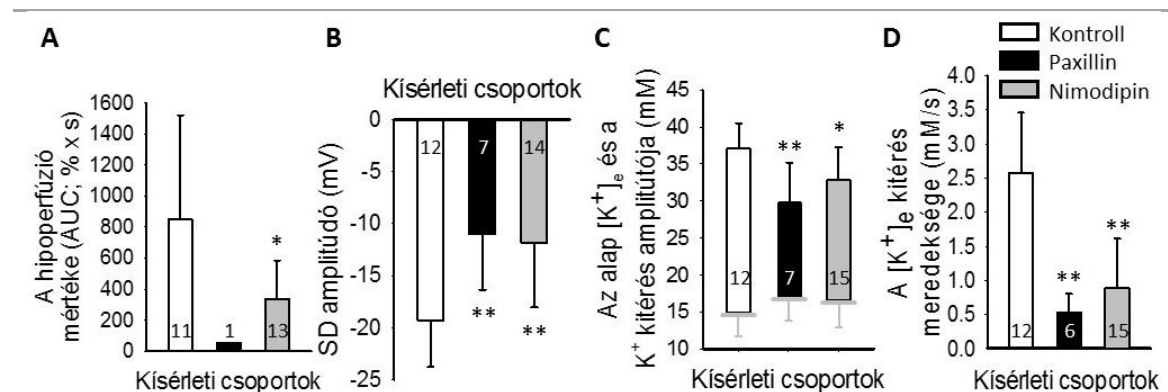 A
B
C
D
Kontroll
Paxillin
Nimodipin
A hipoperfúzió
mértéke (AUC; % x s)
1600
1400
1200
1000
800
600
400
200
0
*
11
1
13
Kísérleti csoportok
Kísérleti csoportok
SD amplitúdó (mV)
0
-5
-10
-15
-20
-25
12
7
14
**
**
Az alap [K⁺]e és a
K⁺ kitérés amplitútója (mM)
45
40
35
30
25
20
15
10
**
*
12
7
15
Kísérleti csoportok
A [K⁺]e kitérés
meredeksége (mM/s)
4.0
3.5
3.0
2.5
2.0
1.5
1.0
0.5
0.0
**
**
12
6
15
Kísérleti csoportok